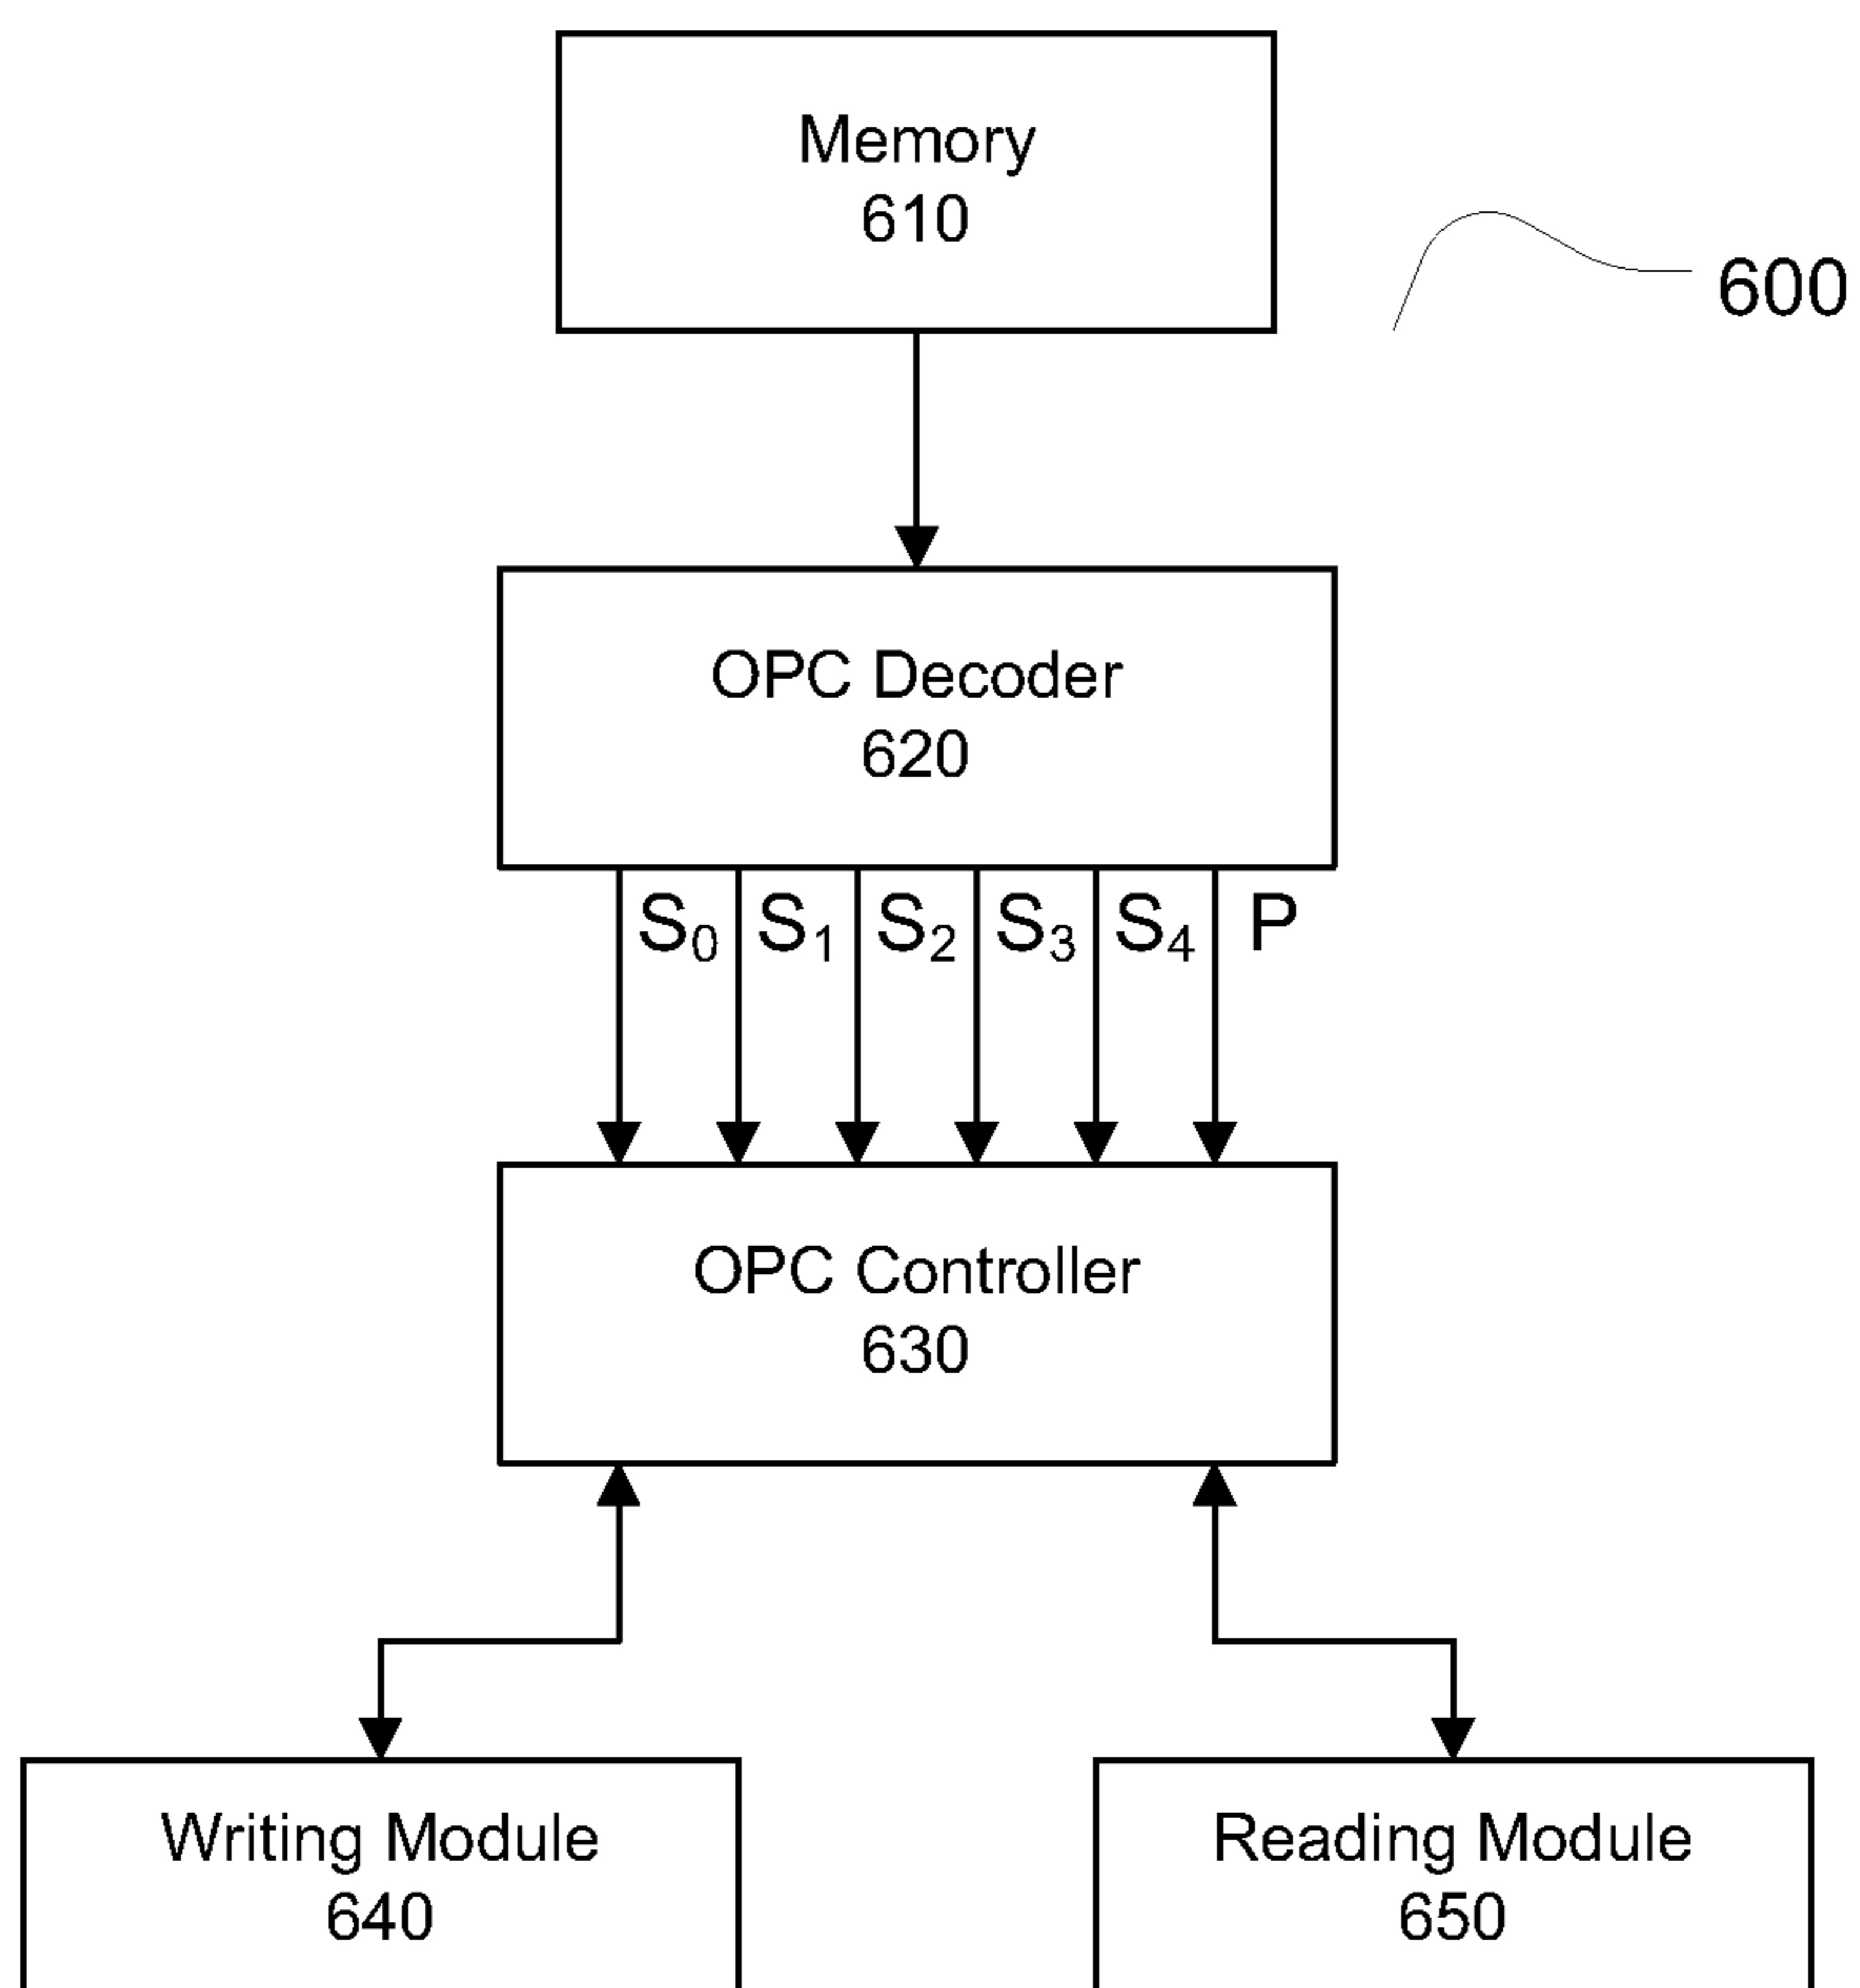 Memory
610
600
OPC Decoder
620
S₀ S₁ S₂ S₃ S₄ P
OPC Controller
630
Writing Module
640
Reading Module
650